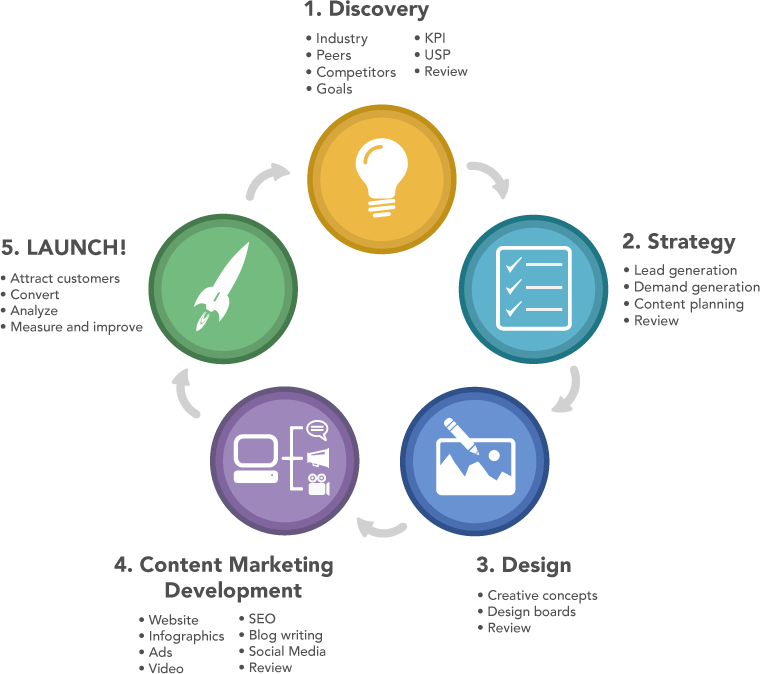 1. Discovery
• Industry
• Peers
• Competitors
• Goals
• KPI
• USP
• Review
2. Strategy
• Lead generation
• Demand generation
• Content planning
• Review
3. Design
• Creative concepts
• Design boards
• Review
4. Content Marketing
Development
• Website
• Infographics
• Ads
• Video
• SEO
• Blog writing
• Social Media
• Review
5. LAUNCH!
• Attract customers
• Convert
• Analyze
• Measure and improve